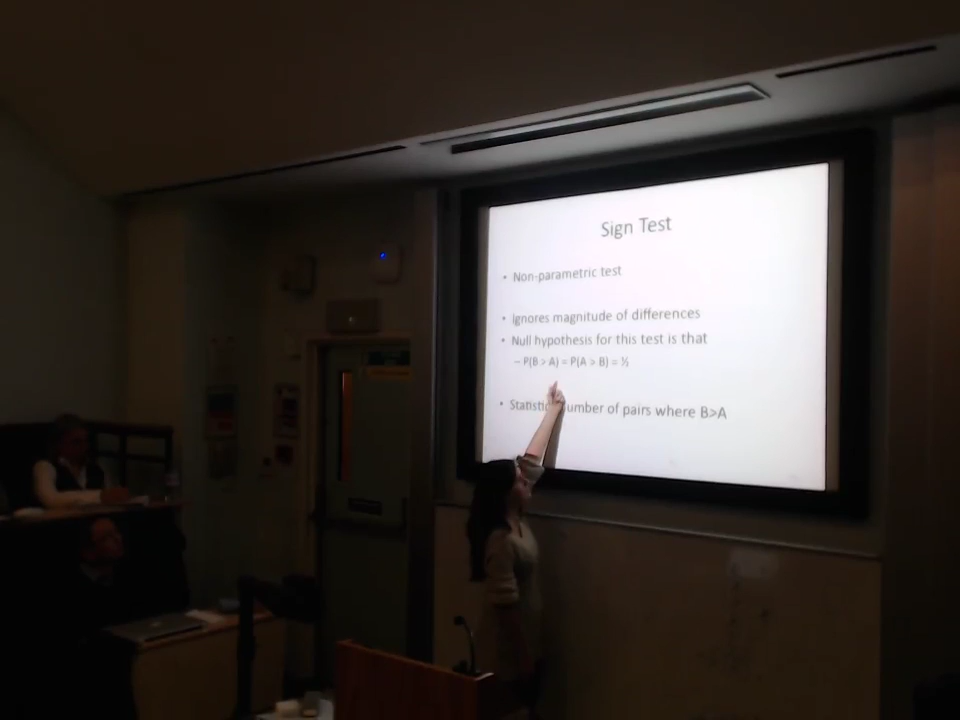 Sign Test
• Non-parametric test
• Ignores magnitude of differences
• Null hypothesis for this test is that
– P(B > A) = P(A > B) = ½
• Statistic umber of pairs where B>A